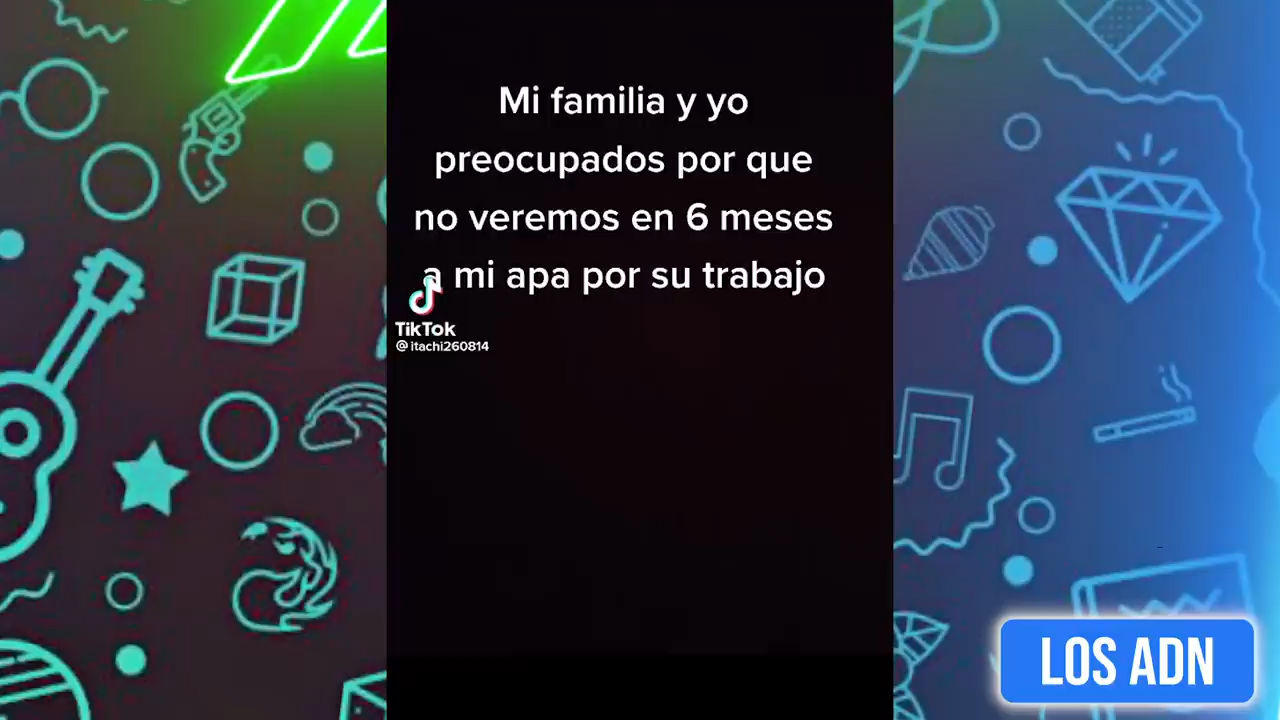 Mi familia y yo
preocupados por que
no veremos en 6 meses
a mi apa por su trabajo
TikTok
@itachi260814
LOS ADN